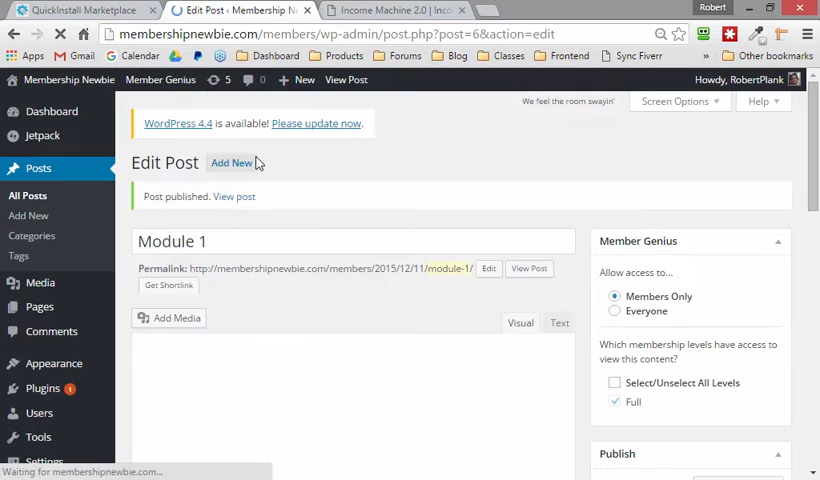 QuickInstall Marketplace
Edit Post ‹ Membership N
Income Machine 2.0 | Inco
Robert
membershipnewbie.com/members/wp-admin/post.php?post=6&action=edit
Apps
Gmail
Calendar
Dashboard
Products
Forums
Blog
Classes
Frontend
Sync Fiverr
Other bookmarks
Membership Newbie
Member Genius
5
0
New
View Post
Howdy, RobertPlank
Dashboard
Jetpack
Posts
All Posts
Add New
Categories
Tags
Media
Pages
Comments
Appearance
Plugins 1
Users
Tools
Settings
We feel the room swayin'
Screen Options
Help
WordPress 4.4 is available! Please update now.
Edit Post Add New
Post published. View post
Module 1
Permalink: http://membershipnewbie.com/members/2015/12/11/module-1/ Edit View Post
Get Shortlink
Add Media
Visual Text
Member Genius
Allow access to...
Members Only
Everyone
Which membership levels have access to
view this content?
Select/Unselect All Levels
Full
Publish
Waiting for membershipnewbie.com...